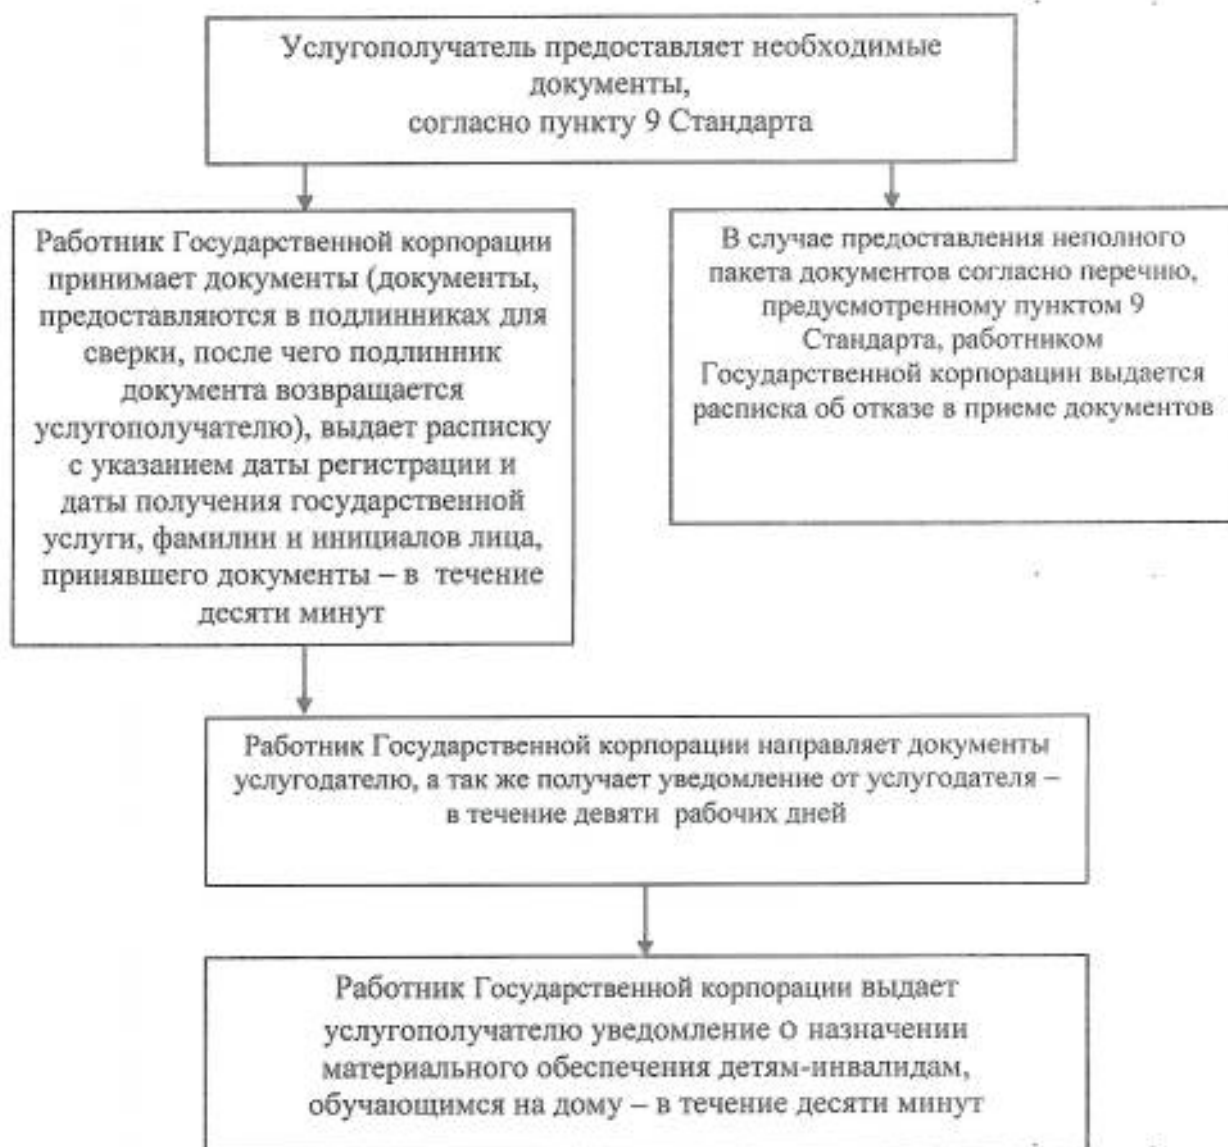 Услугополучатель предоставляет необходимые
документы,
согласно пункту 9 Стандарта
Работник Государственной корпорации
принимает документы (документы,
предоставляются в подлинниках для
сверки, после чего подлинник
документа возвращается
услугополучателю), выдает расписку
с указанием даты регистрации и
даты получения государственной
услуги, фамилии и инициалов лица,
принявшего документы – в течение
десяти минут
В случае предоставления неполного
пакета документов согласно перечню,
предусмотренному пунктом 9
Стандарта, работником
Государственной корпорации выдается
расписка об отказе в приеме документов
Работник Государственной корпорации направляет документы
услугодателю, а так же получает уведомление от услугодателя –
в течение девяти рабочих дней
Работник Государственной корпорации выдает
услугополучателю уведомление о назначении
материального обеспечения детям-инвалидам,
обучающимся на дому – в течение десяти минут